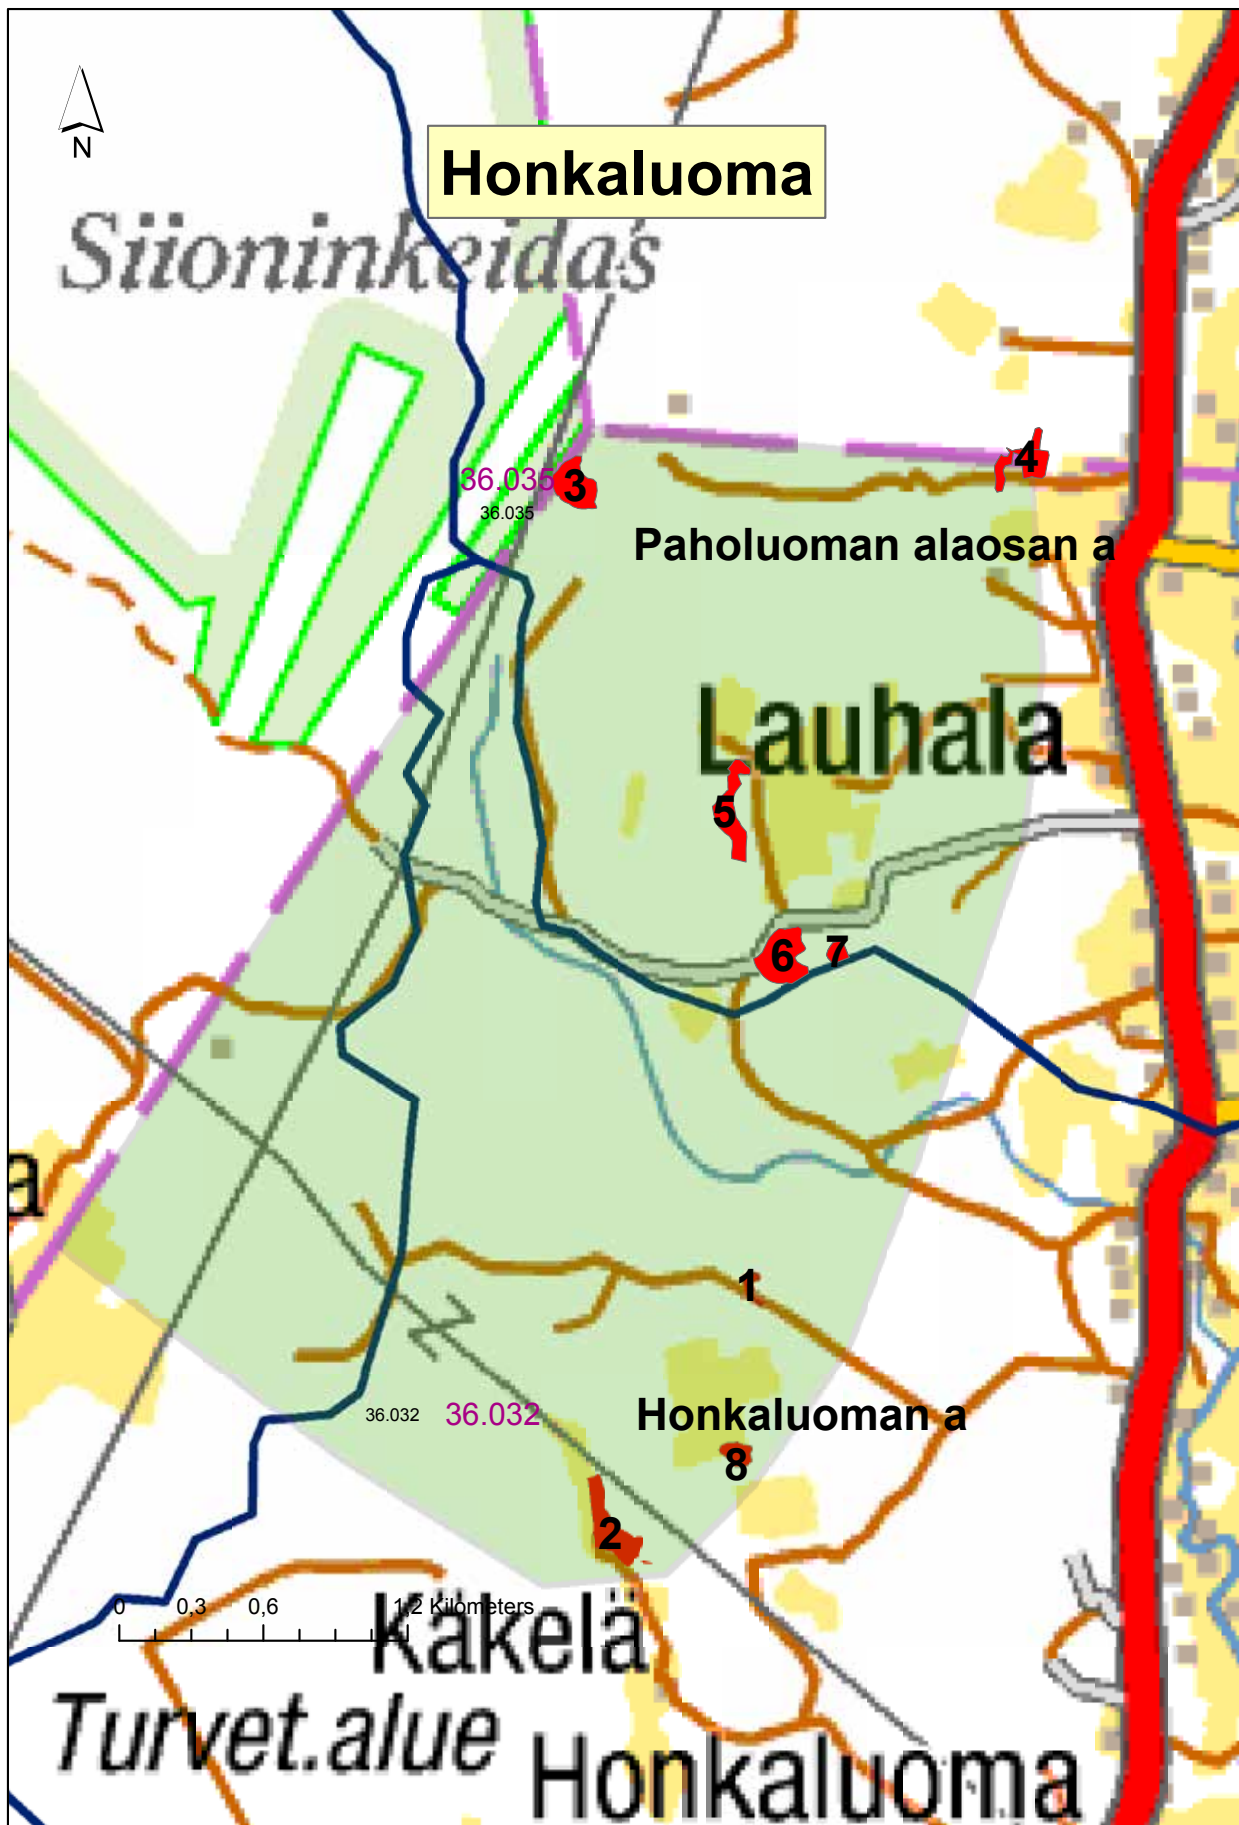 N
Honkaluoma
Siioninkeidas
36.035
3
36.035
4
Paholuoman alaosan a
Lauhala
5
6
7
a
1
36.032
36.032
Honkaluoman a
8
2
0 0,3 0,6 1,2 Kilometers
Käkelä
Turvet.alue
Honkaluoma